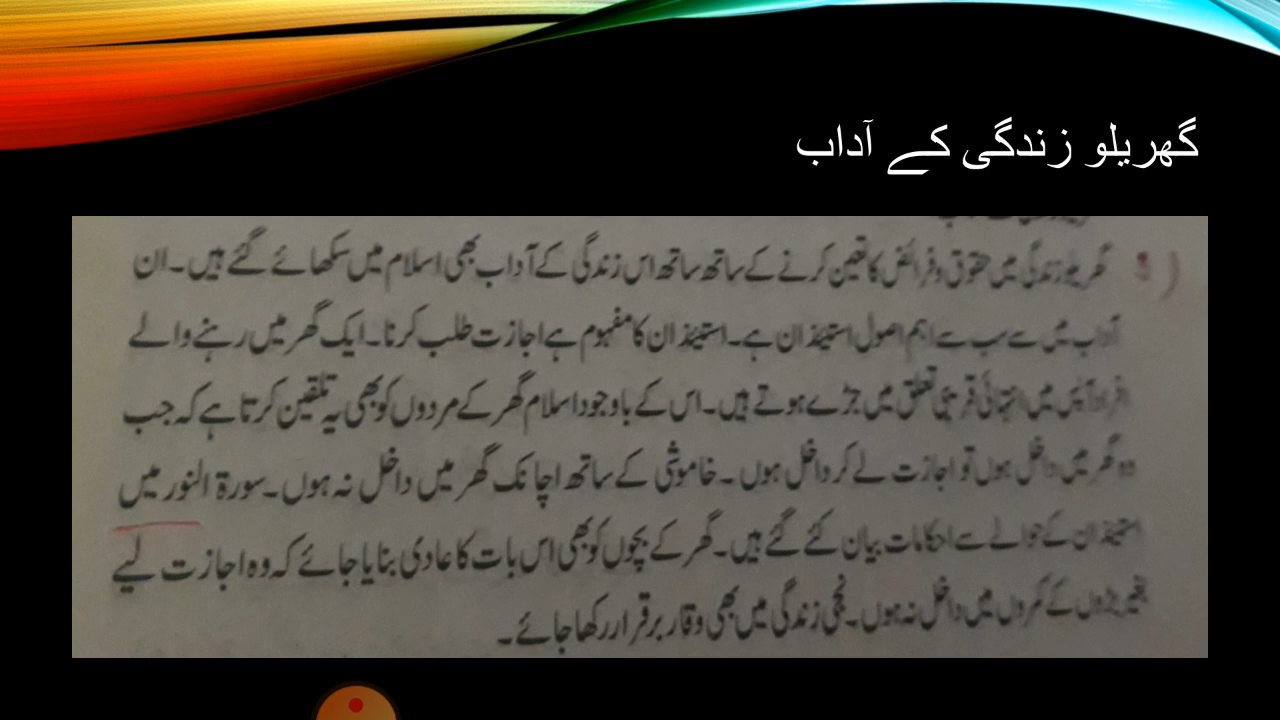 گھریلو زندگی کے آداب
گھریلو زندگی میں حقوق و فرائض کا تعین کرنے کے ساتھ ساتھ اس زندگی کے آداب بھی اسلام میں سکھائے گئے ہیں۔ ان
آداب میں سے سب سے اہم اصول استیذان ہے۔ استیذان کا مفہوم ہے اجازت طلب کرنا۔ ایک گھر میں رہنے والے
افراد آپس میں انتہائی قریبی تعلق میں جڑے ہوتے ہیں۔ اس کے باوجود اسلام گھر کے مردوں کو بھی یہ تلقین کرتا ہے کہ جب
وہ گھر میں داخل ہوں تو اجازت لے کر داخل ہوں ۔ خاموشی کے ساتھ اچانک گھر میں داخل نہ ہوں۔ سورۃ النور میں
استیذان کے حوالے سے احکامات بیان کئے گئے ہیں۔ گھر کے بچوں کو بھی اس بات کا عادی بنایا جائے کہ وہ اجازت لیے
بغیر بڑوں کے کمروں میں داخل نہ ہوں۔ نجی زندگی میں بھی وقار برقرار رکھا جائے ۔